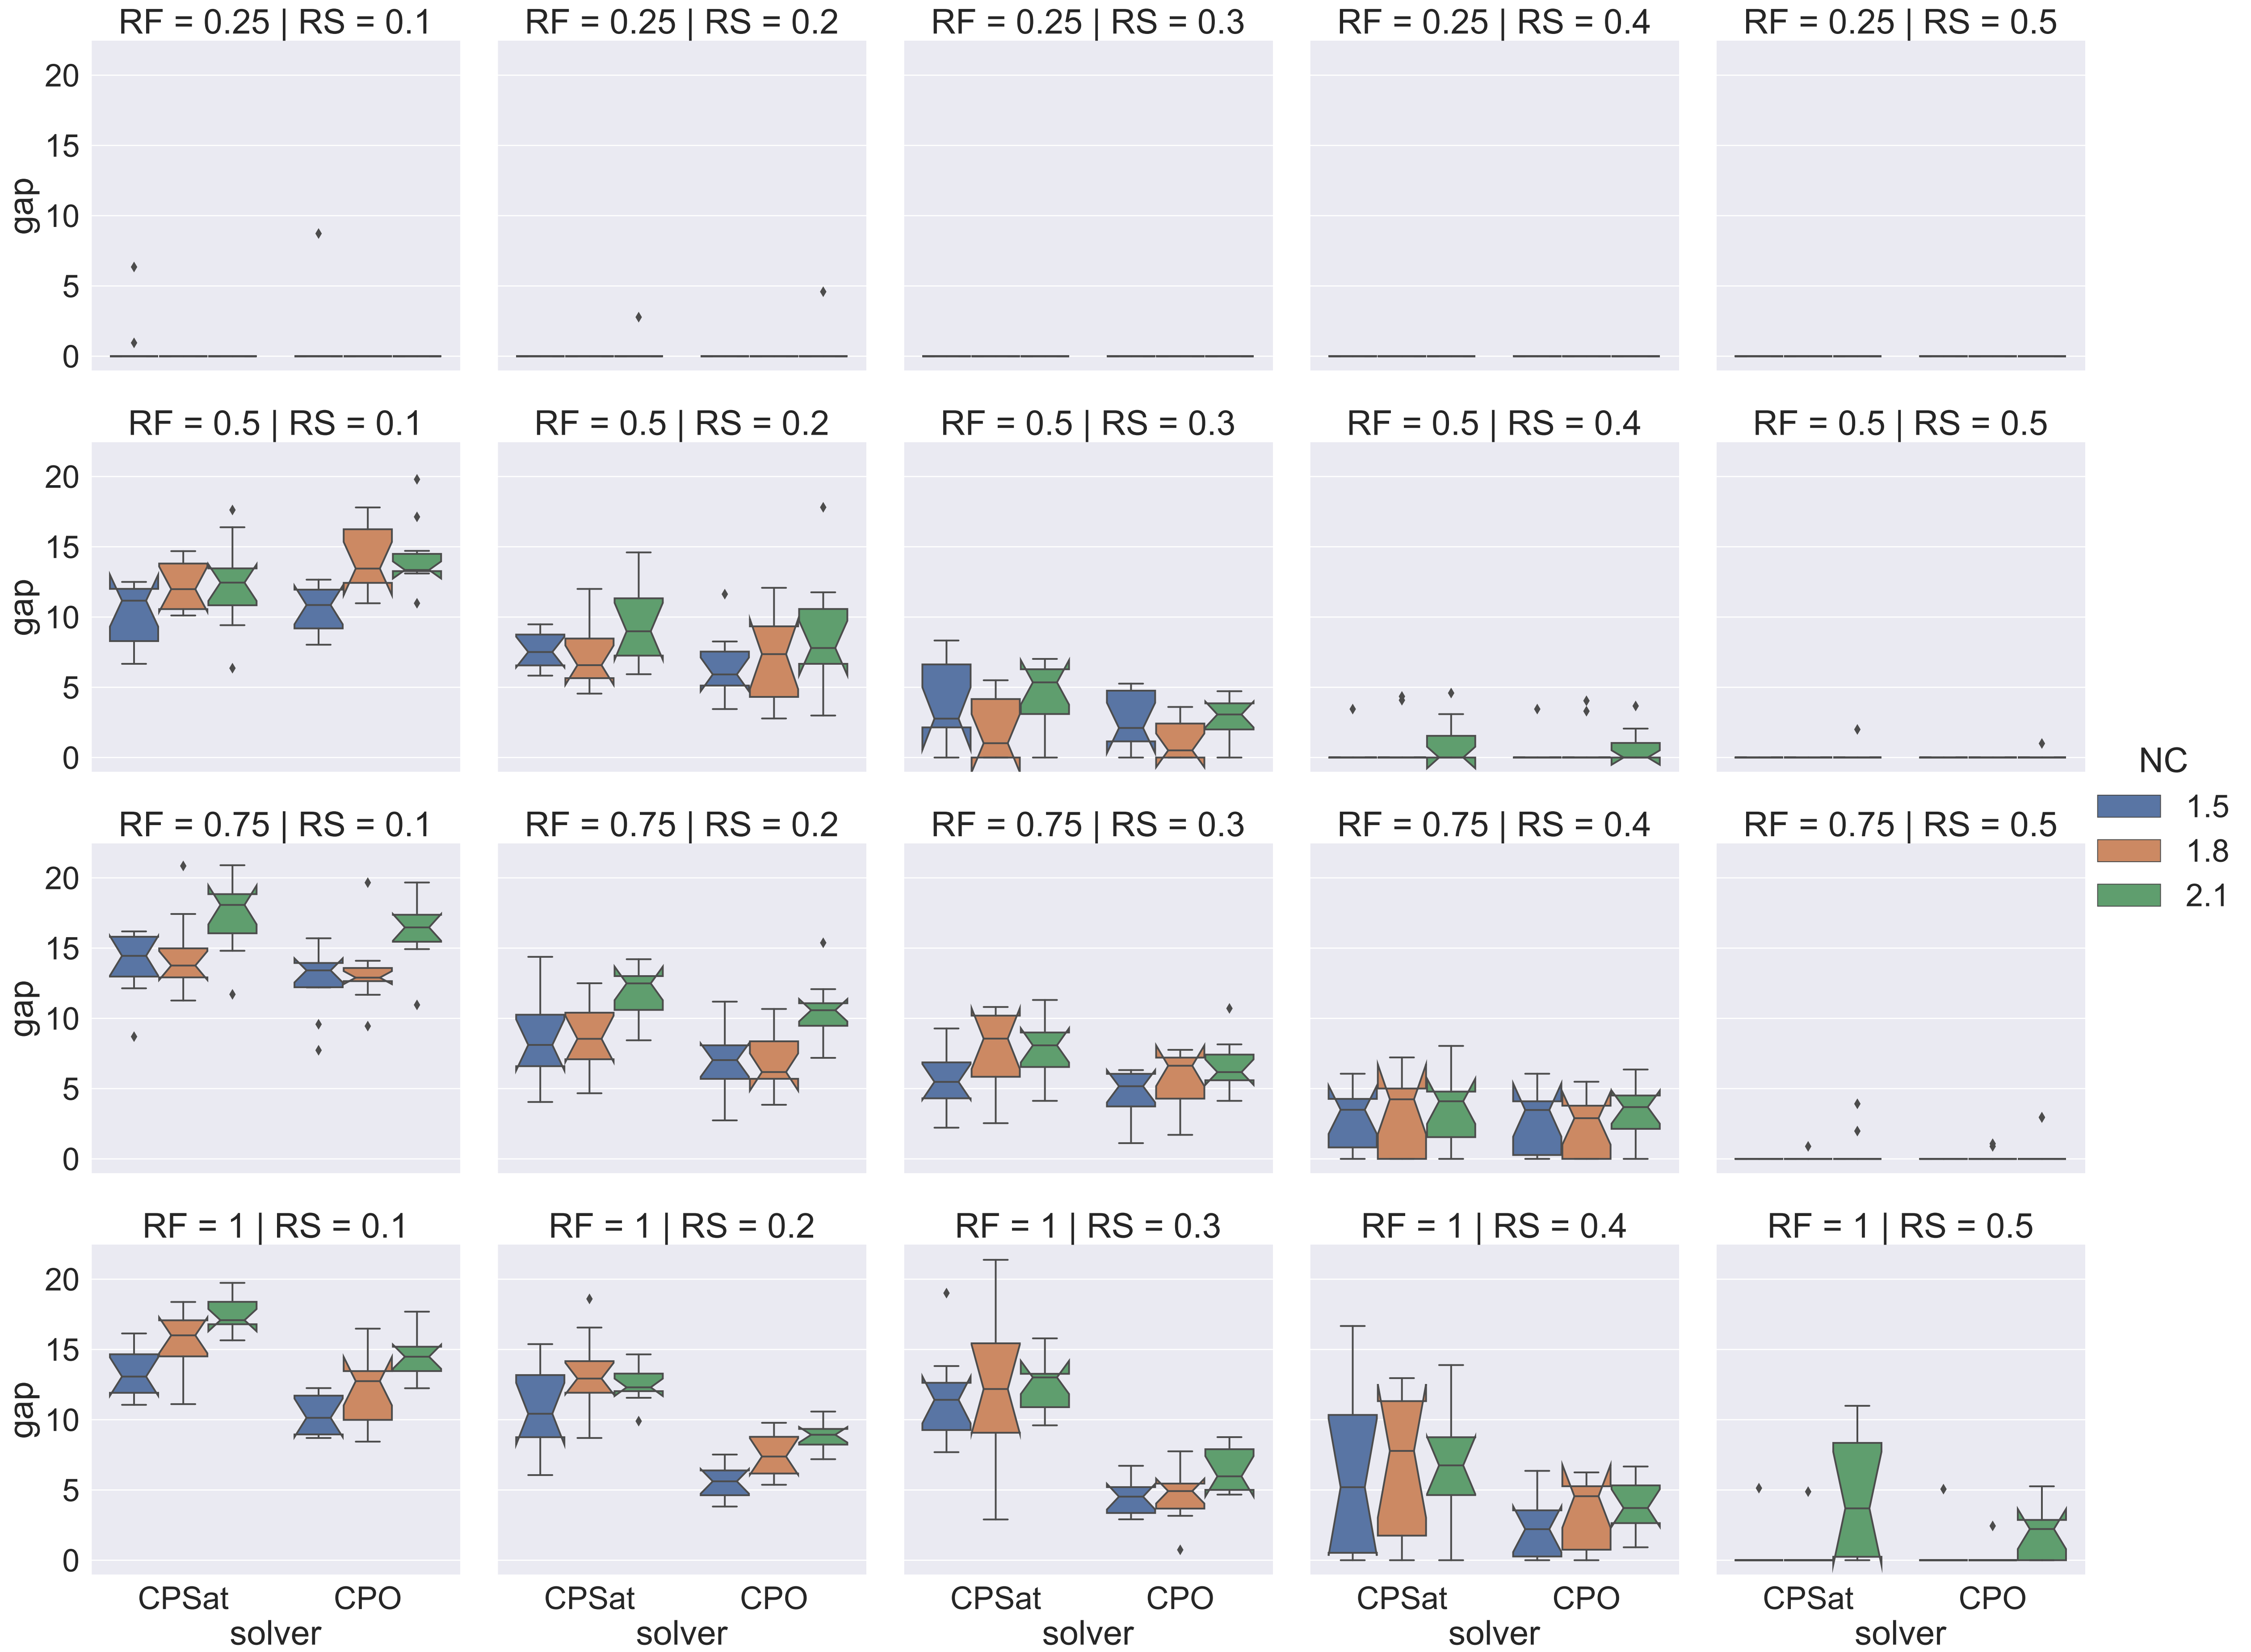 RF = 0.25 | RS = 0.1
RF = 0.25 | RS = 0.2
RF = 0.25 | RS = 0.3
RF = 0.25 | RS = 0.4
RF = 0.25 | RS = 0.5
20
15
10
5
0
gap
RF = 0.5 | RS = 0.1
RF = 0.5 | RS = 0.2
RF = 0.5 | RS = 0.3
RF = 0.5 | RS = 0.4
RF = 0.5 | RS = 0.5
20
15
10
5
0
gap
NC
1.5
1.8
2.1
RF = 0.75 | RS = 0.1
RF = 0.75 | RS = 0.2
RF = 0.75 | RS = 0.3
RF = 0.75 | RS = 0.4
RF = 0.75 | RS = 0.5
20
15
10
5
0
gap
RF = 1 | RS = 0.1
RF = 1 | RS = 0.2
RF = 1 | RS = 0.3
RF = 1 | RS = 0.4
RF = 1 | RS = 0.5
20
15
10
5
0
gap
CPSat CPO
solver
CPSat CPO
solver
CPSat CPO
solver
CPSat CPO
solver
CPSat CPO
solver